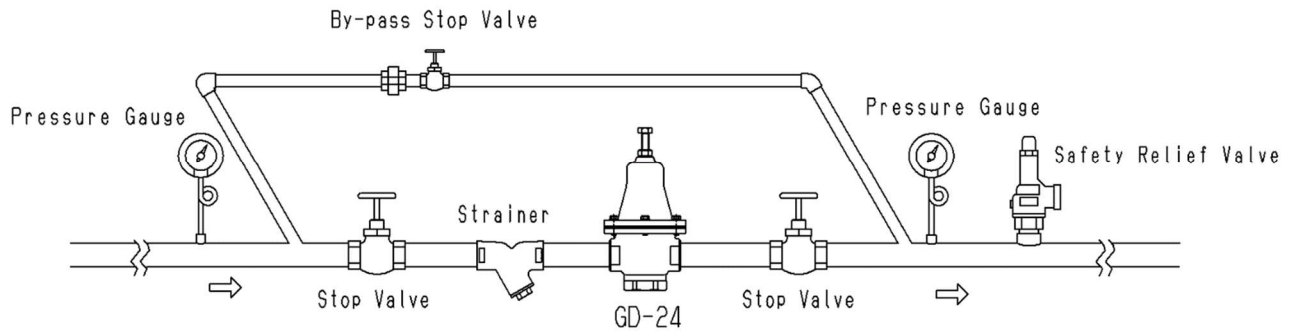 By-pass Stop Valve
Pressure Gauge
Pressure Gauge
Safety Relief Valve
Strainer
Stop Valve
Stop Valve
GD-24